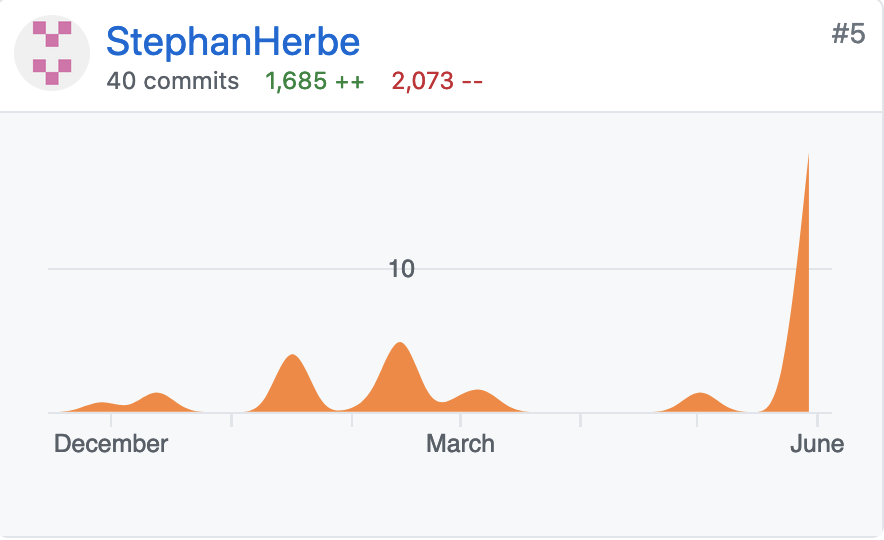 StephanHerbe
#5
40 commits 1,685 ++ 2,073 --
10
December March June